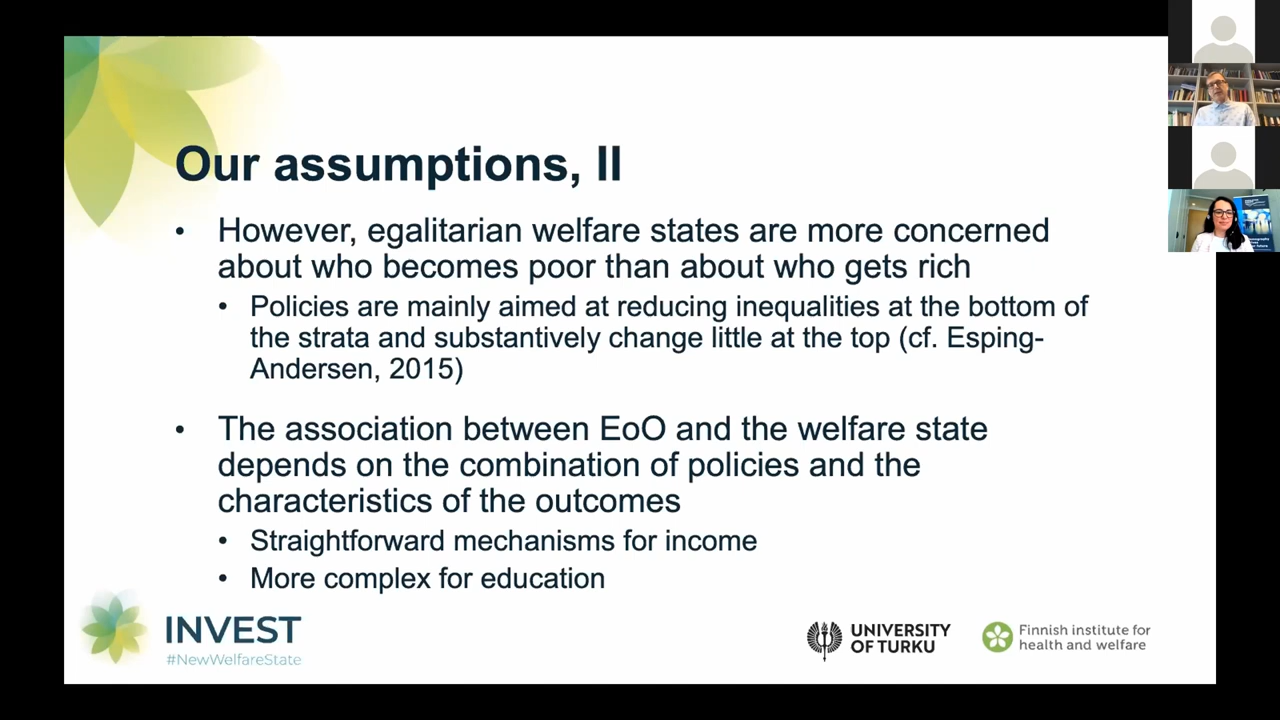 Our assumptions, II
• However, egalitarian welfare states are more concerned
about who becomes poor than about who gets rich
• Policies are mainly aimed at reducing inequalities at the bottom of
the strata and substantively change little at the top (cf. Esping-
Andersen, 2015)
• The association between EoO and the welfare state
depends on the combination of policies and the
characteristics of the outcomes
• Straightforward mechanisms for income
• More complex for education
INVEST
#NewWelfareState
UNIVERSITY
OF TURKU
Finnish institute for
health and welfare